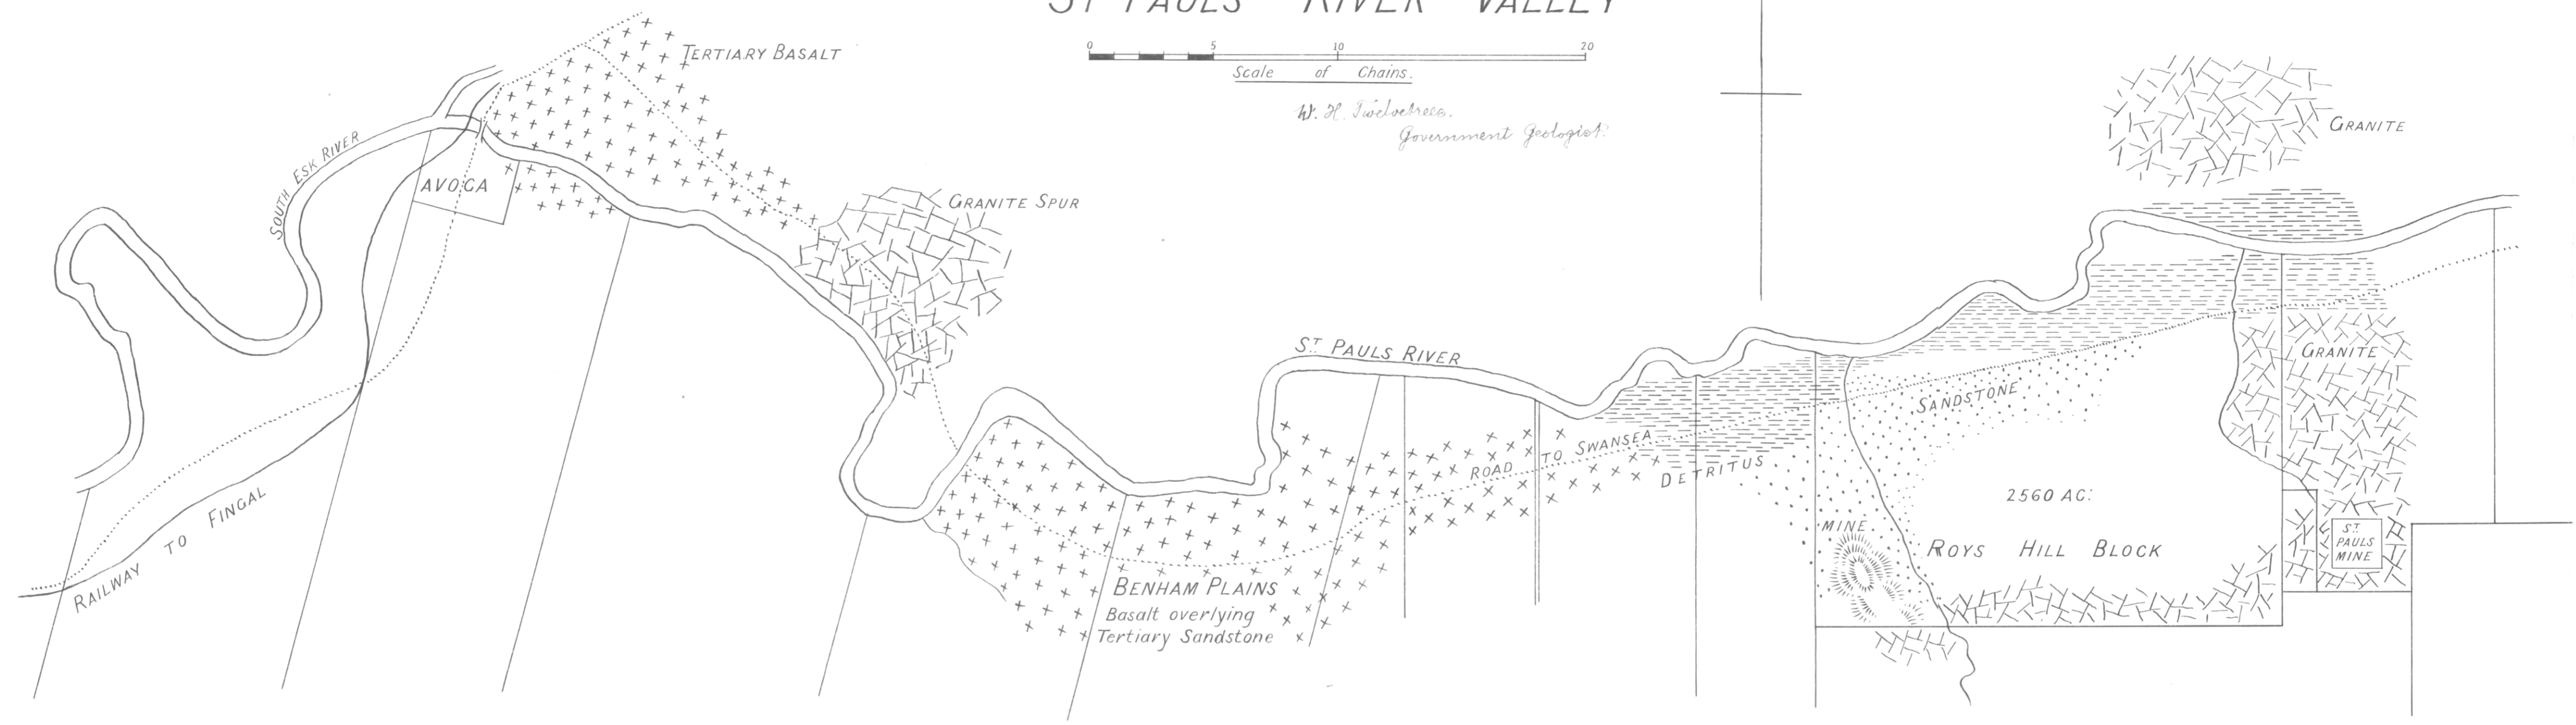 ST PAULS RIVER VALLEY
0 5 10 20
Scale of Chains.
W. H. Twelvetrees.
Government Geologist.
TERTIARY BASALT
SOUTH ESK RIVER
AVOCA
GRANITE SPUR
GRANITE
ST. PAULS RIVER
GRANITE
SANDSTONE
ROAD TO SWANSEA
DETRITUS
2560 AC.
ROYS HILL BLOCK
MINE
ST. PAULS MINE
RAILWAY TO FINGAL
BENHAM PLAINS
Basalt overlying
Tertiary Sandstone